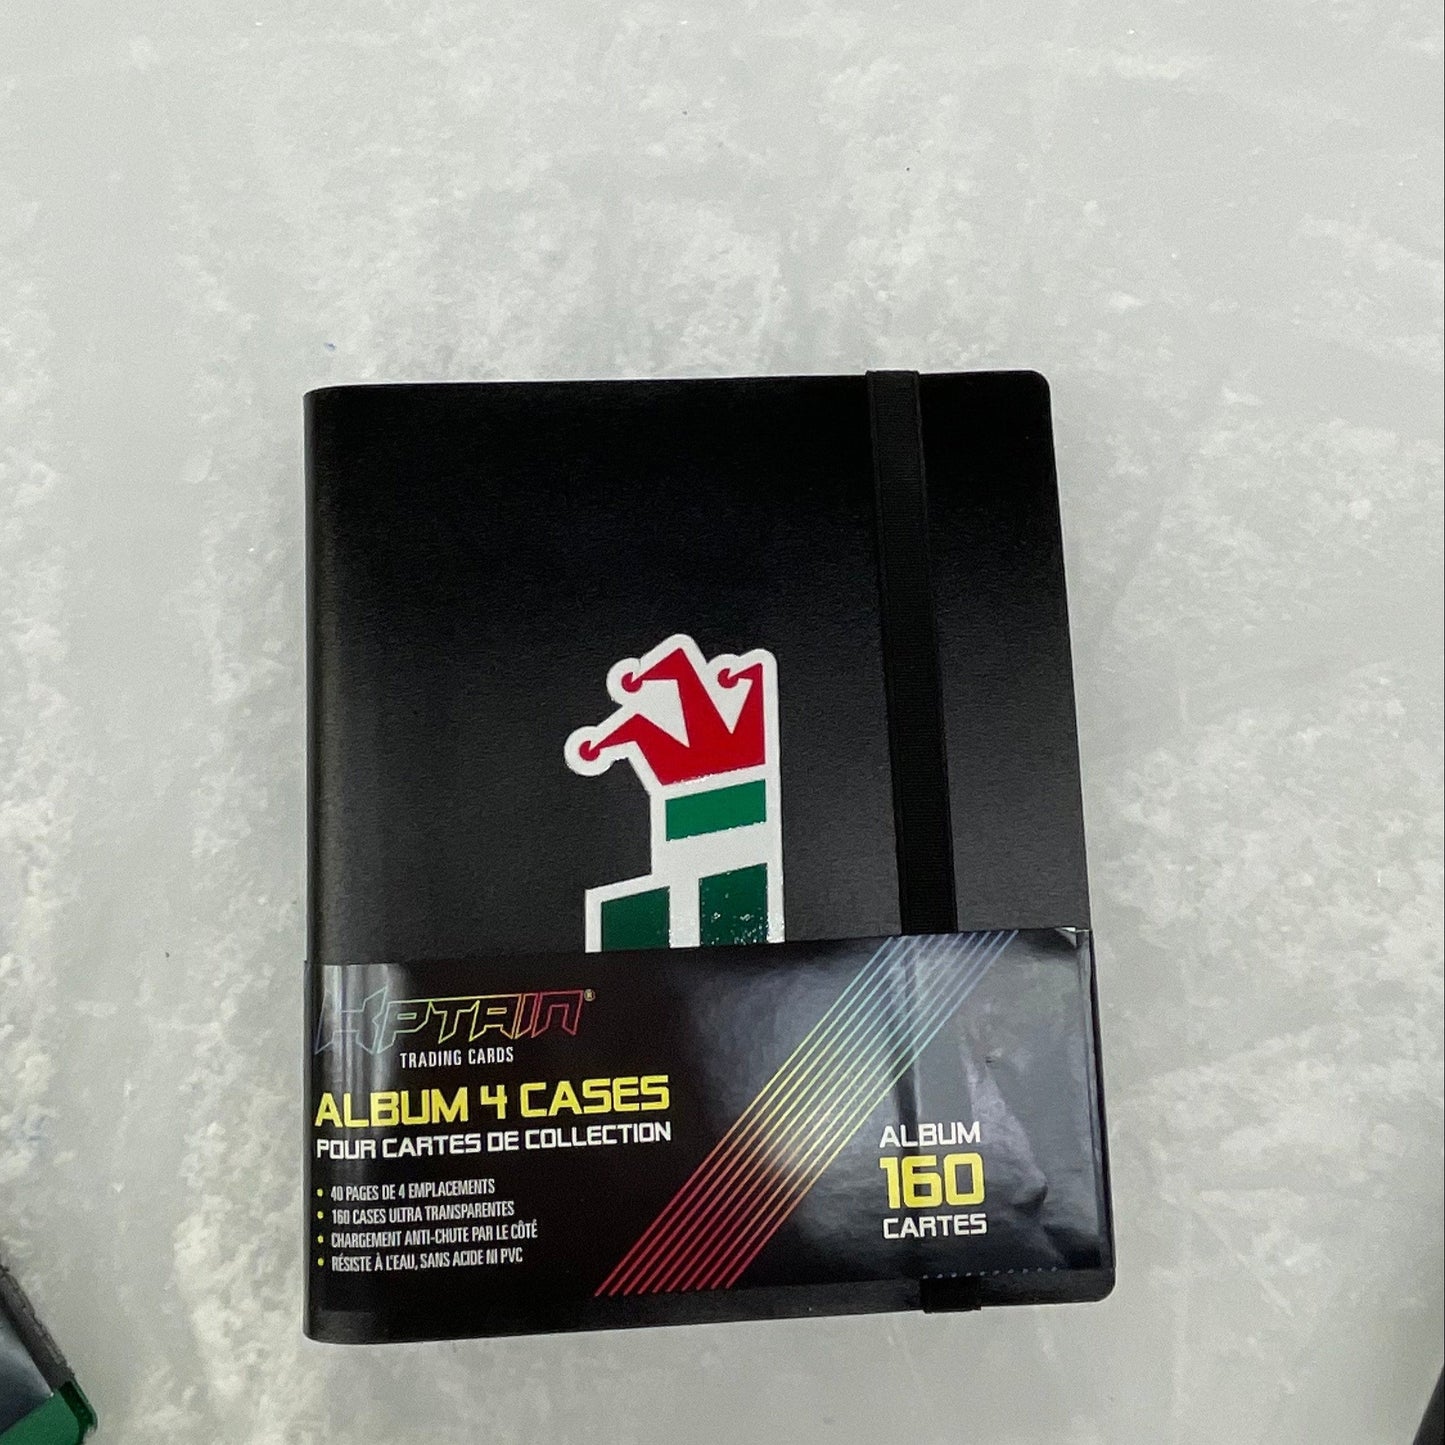 KPTAIN®
TRADING CARDS
ALBUM 4 CASES
POUR CARTES DE COLLECTION
• 40 PAGES DE 4 EMPLACEMENTS
• 160 CASES ULTRA TRANSPARENTES
• CHARGEMENT ANTI-CHUTE PAR LE CÔTÉ
• RÉSISTE À L'EAU, SANS ACIDE NI PVC
ALBUM
160
CARTES